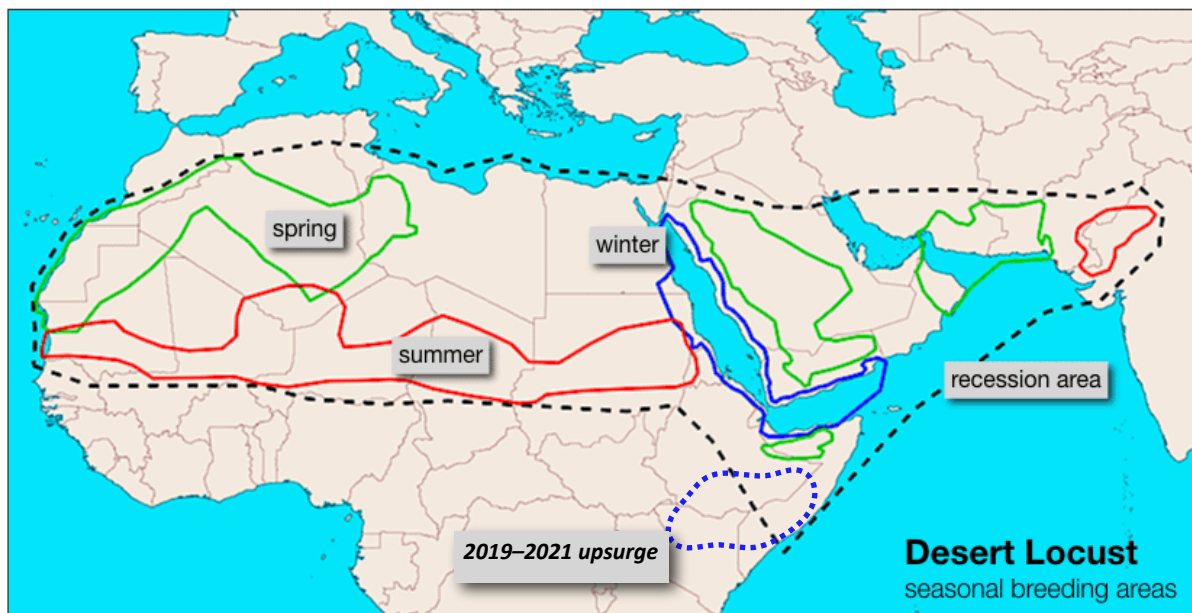 spring
winter
summer
recession area
2019–2021 upsurge
Desert Locust
seasonal breeding areas